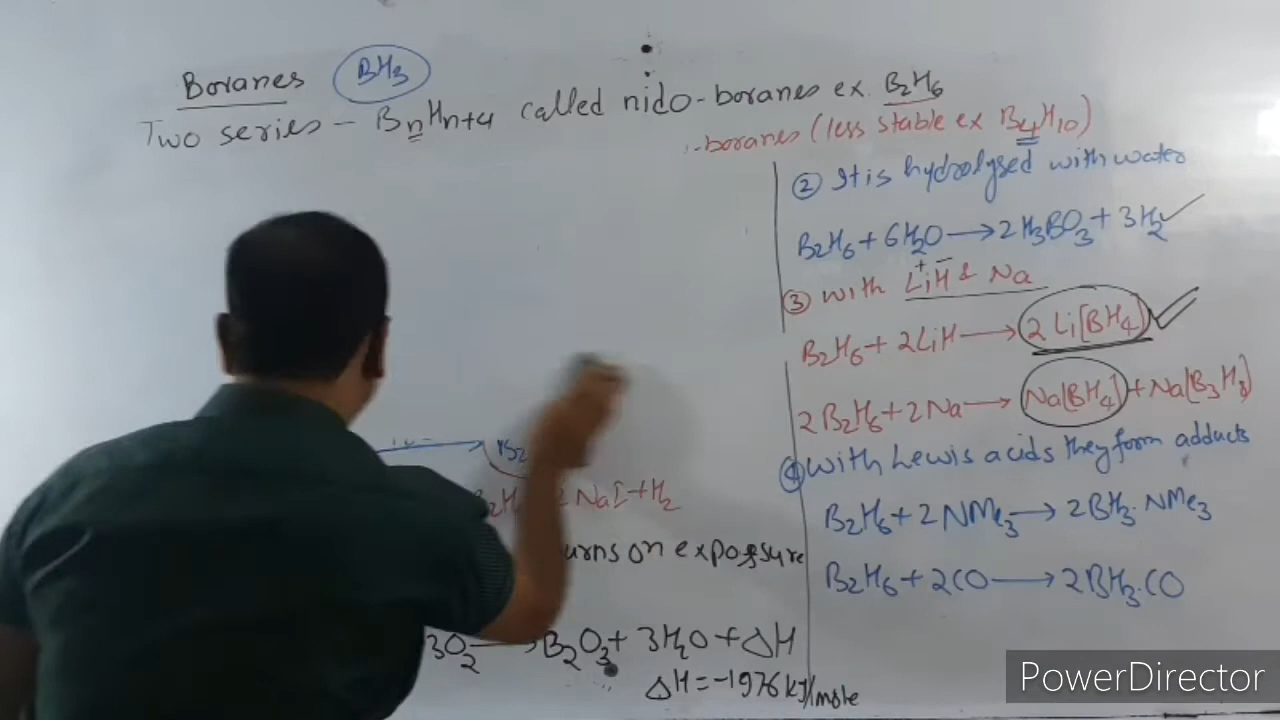 Boranes BH3
Two series - BnHn+4 called nido-boranes ex. B2H6
-boranes (less stable ex B4H10)
② It is hydrolysed with water
B2H6 + 6H2O ⟶ 2H3BO3 + 3H2
③ with Li⁺H⁻ & Na
B2H6 + 2LiH ⟶ 2Li[BH4]
2B2H6 + 2Na ⟶ Na[BH4] + Na[B3H8]
④ with Lewis acids they form adducts
B2H6 + 2NMe3 ⟶ 2BH3.NMe3
B2H6 + 2CO ⟶ 2BH3.CO
B2
NaI + H2
urns on exposure
3O2 ⟶ B2O3 + 3H2O + ΔH
ΔH = -1976 kJ/mole
PowerDirector